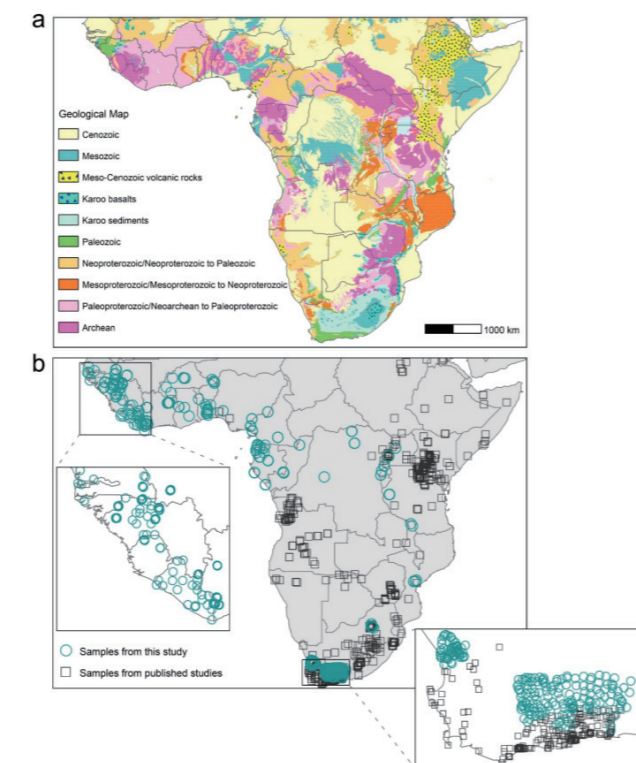 a
Geological Map
Cenozoic
Mesozoic
Meso-Cenozoic volcanic rocks
Karoo basalts
Karoo sediments
Paleozoic
Neoproterozoic/Neoproterozoic to Paleozoic
Mesoproterozoic/Mesoproterozoic to Neoproterozoic
Paleoproterozoic/Neoarchean to Paleoproterozoic
Archean
1000 km
b
Samples from this study
Samples from published studies